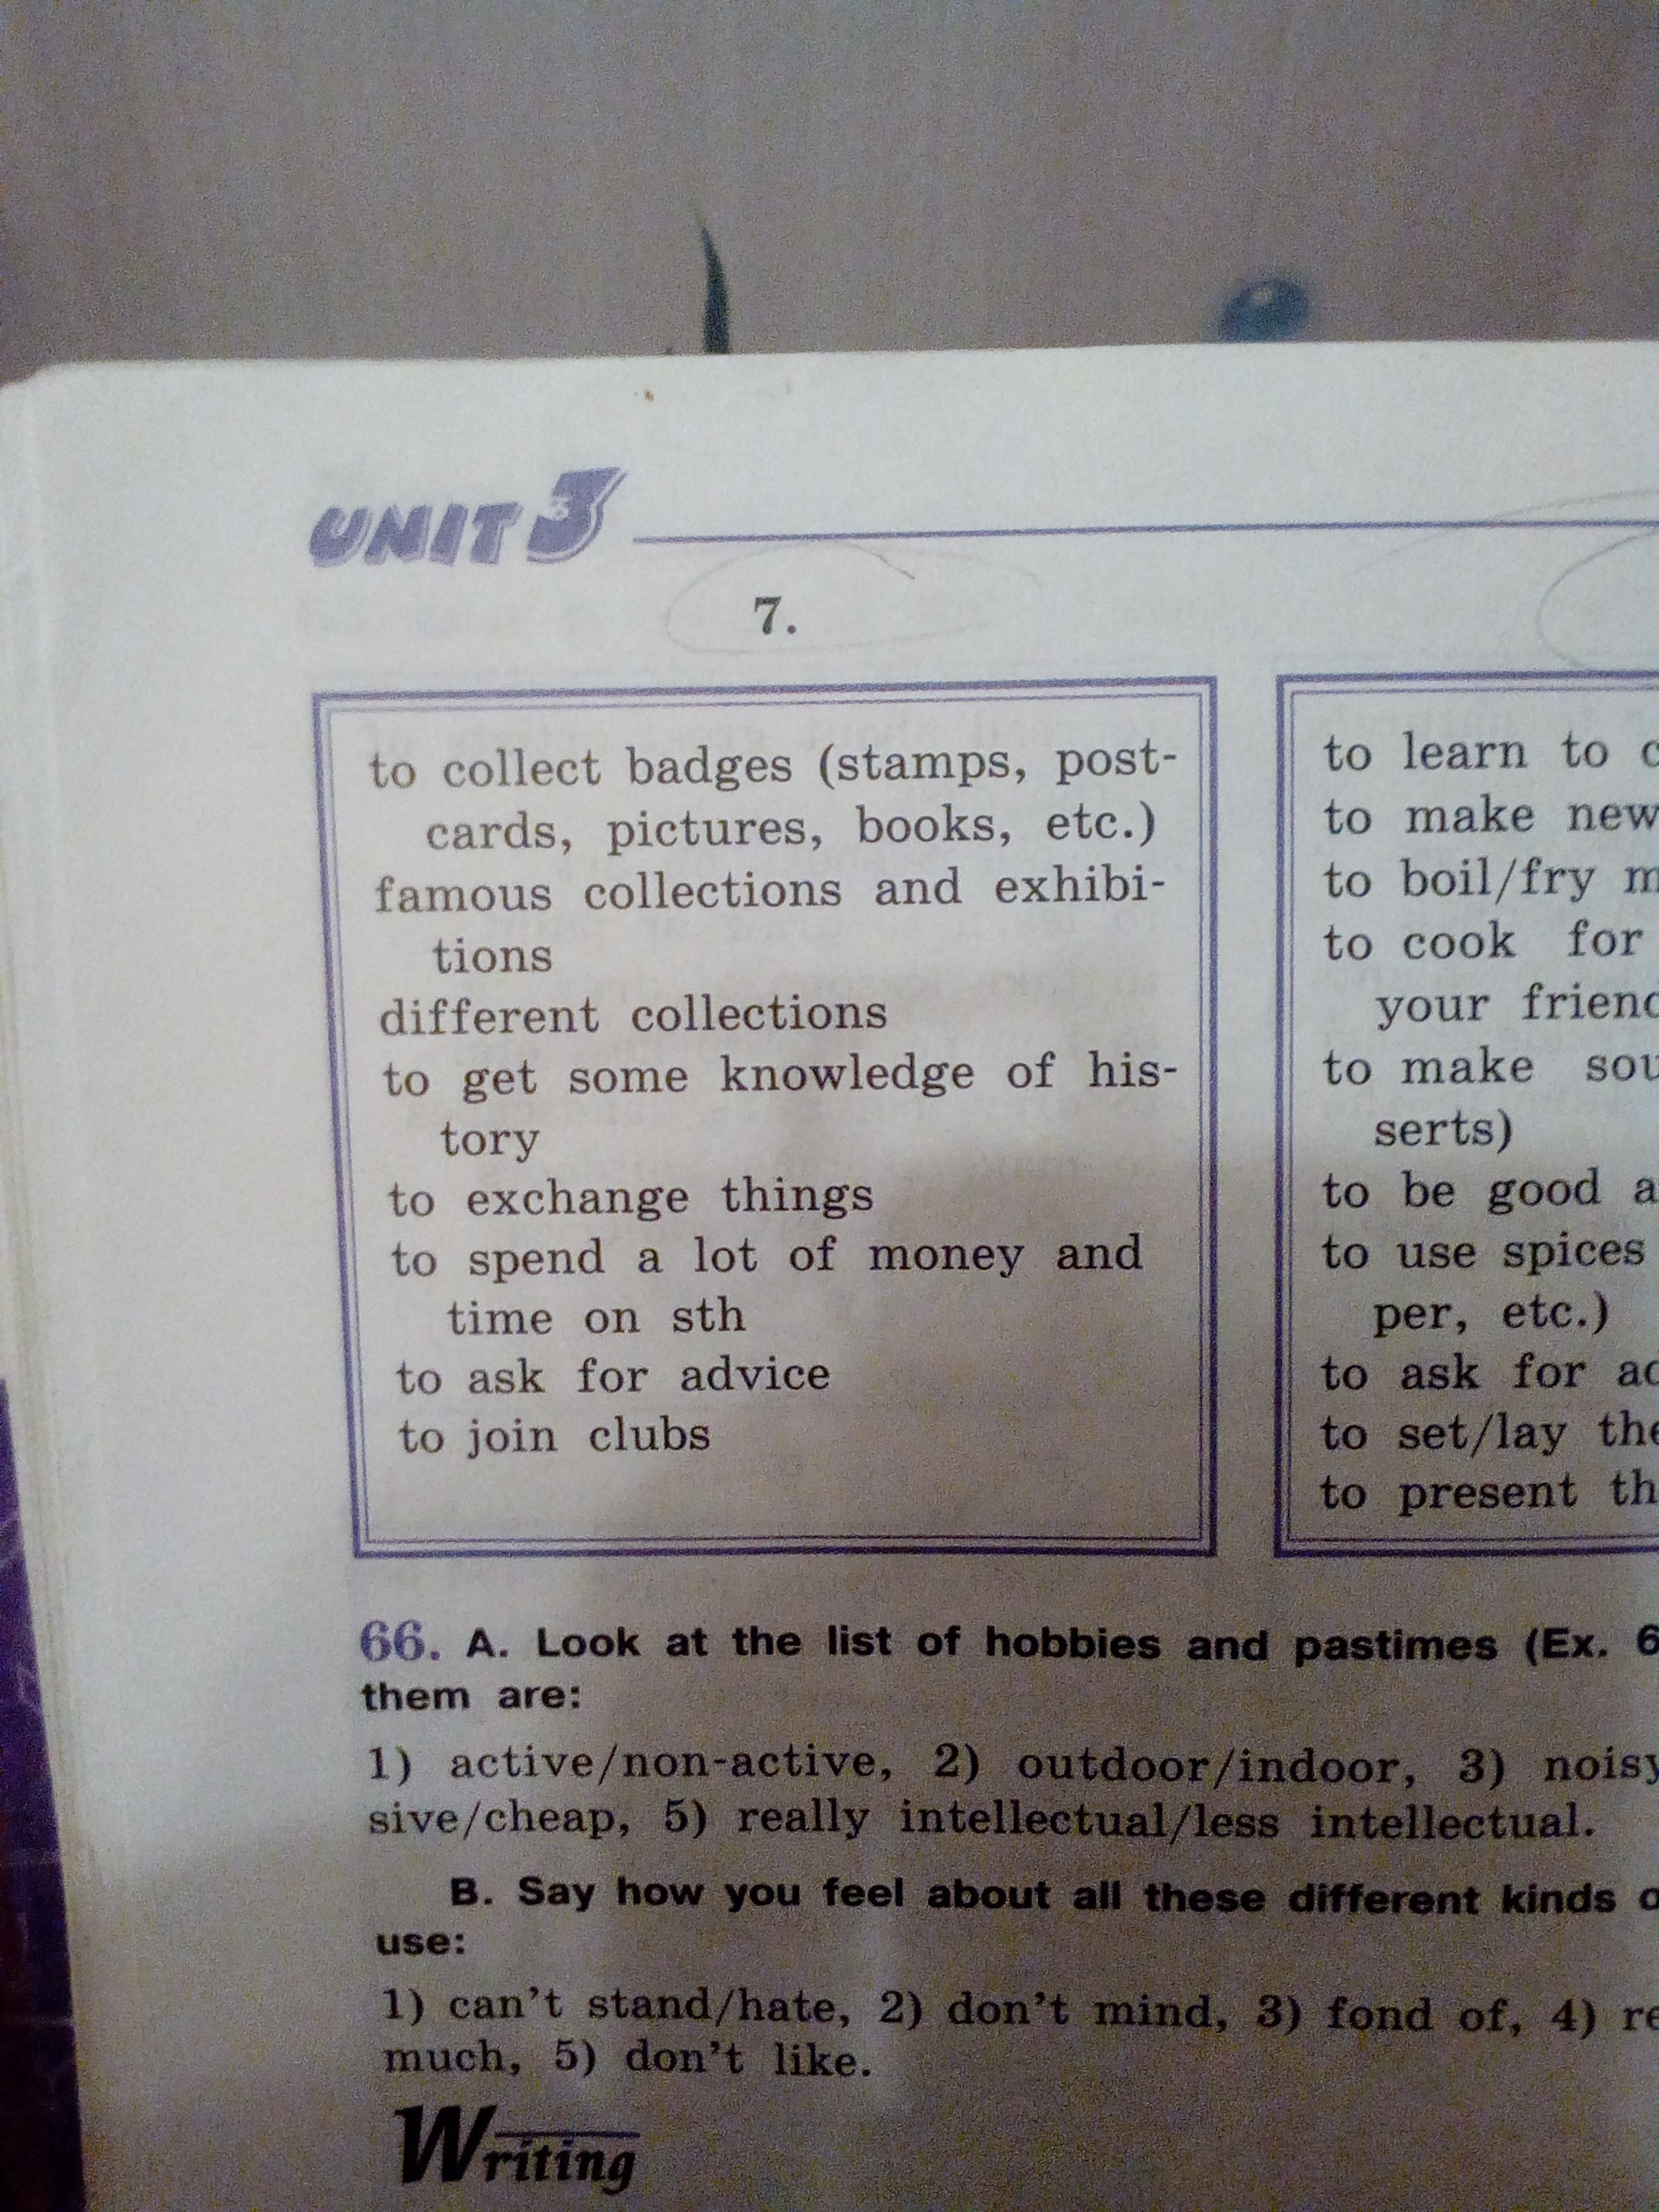 UNIT 3
7.
to collect badges (stamps, post-
cards, pictures, books, etc.)
famous collections and exhibi-
tions
different collections
to get some knowledge of his-
tory
to exchange things
to spend a lot of money and
time on sth
to ask for advice
to join clubs
to learn to
to make new
to boil/fry
to cook for
your
to make
serts)
to be good
to use spices
per, etc.)
to ask for
to set/lay
to present
66. A. Look at the list of hobbies and pastimes (Ex. 6
them are:
1) active/non-active, 2) outdoor/indoor, 3) noisy
sive/cheap, 5) really intellectual/less intellectual.
B. Say how you feel about all these different kinds
use:
1) can't stand/hate, 2) don't mind, 3) fond of, 4)
much, 5) don't like.
Writing